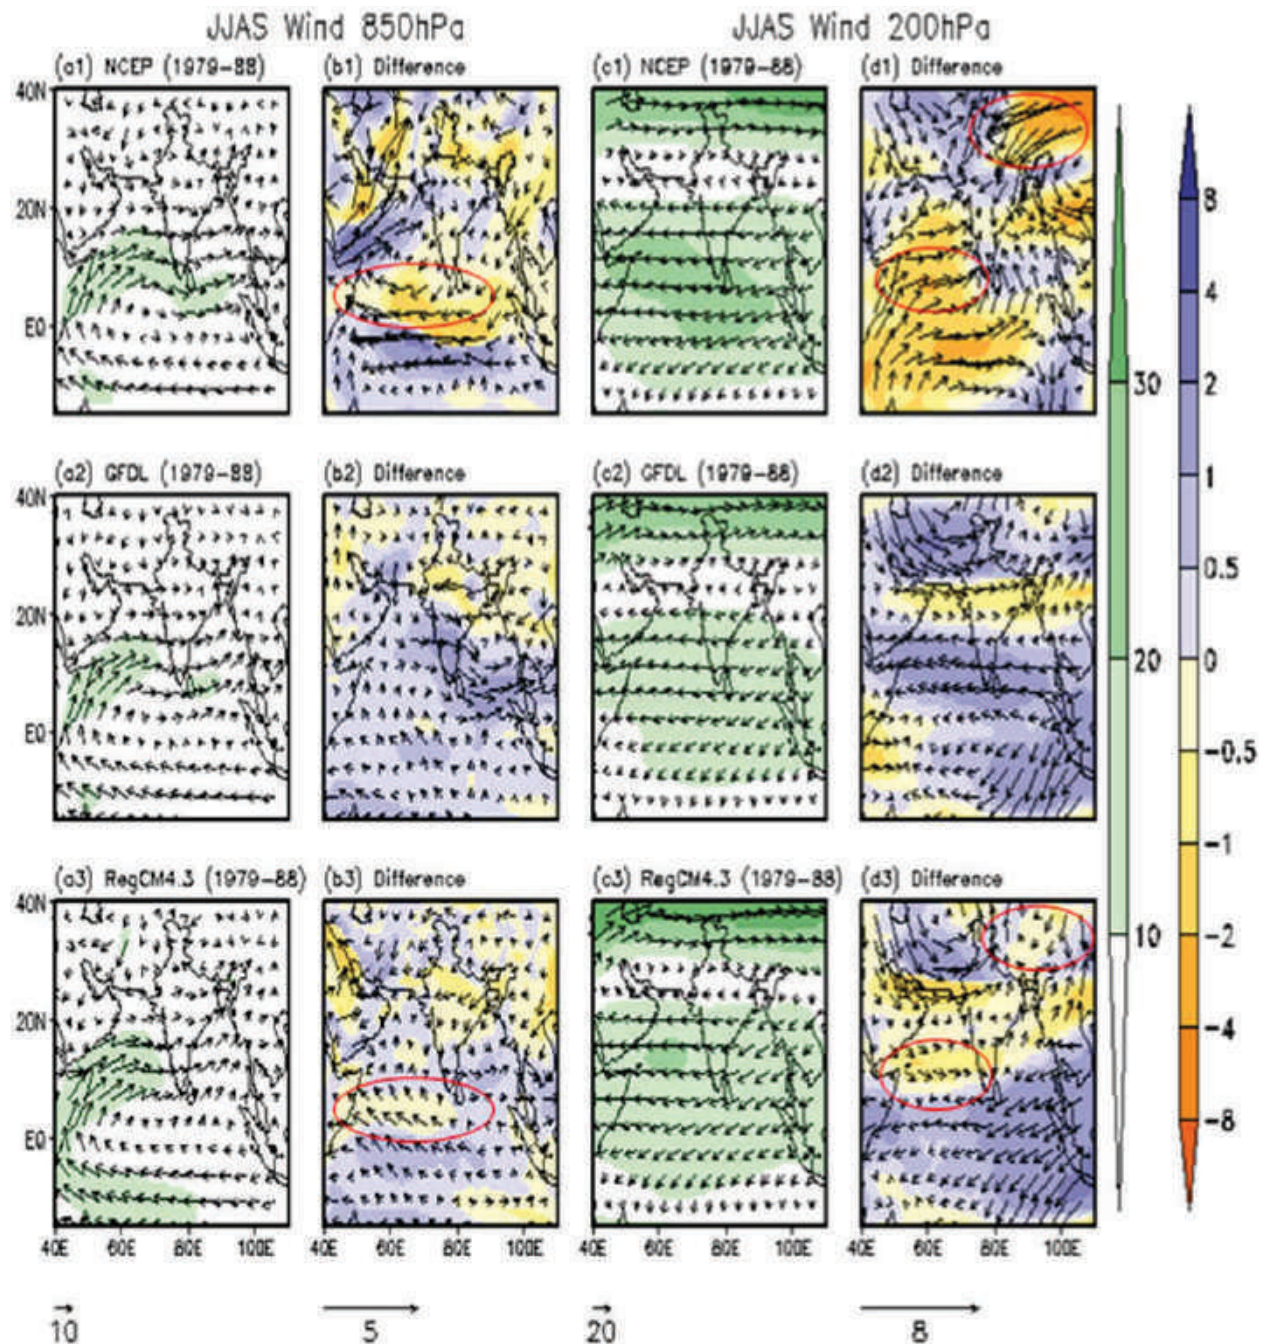 JJAS Wind 850hPa JJAS Wind 200hPa
(a1) NCEP (1979-88) (b1) Difference (c1) NCEP (1979-88) (d1) Difference
40N
20N
EQ
(a2) GFDL (1979-88) (b2) Difference (c2) GFDL (1979-88) (d2) Difference
40N
20N
EQ
(a3) RegCM4.3 (1979-88) (b3) Difference (c3) RegCM4.3 (1979-88) (d3) Difference
40N
20N
EQ
40E 60E 80E 100E 40E 60E 80E 100E 40E 60E 80E 100E 40E 60E 80E 100E
10 5 20 8
30
20
10
8
4
2
1
0.5
0
-0.5
-1
-2
-4
-8